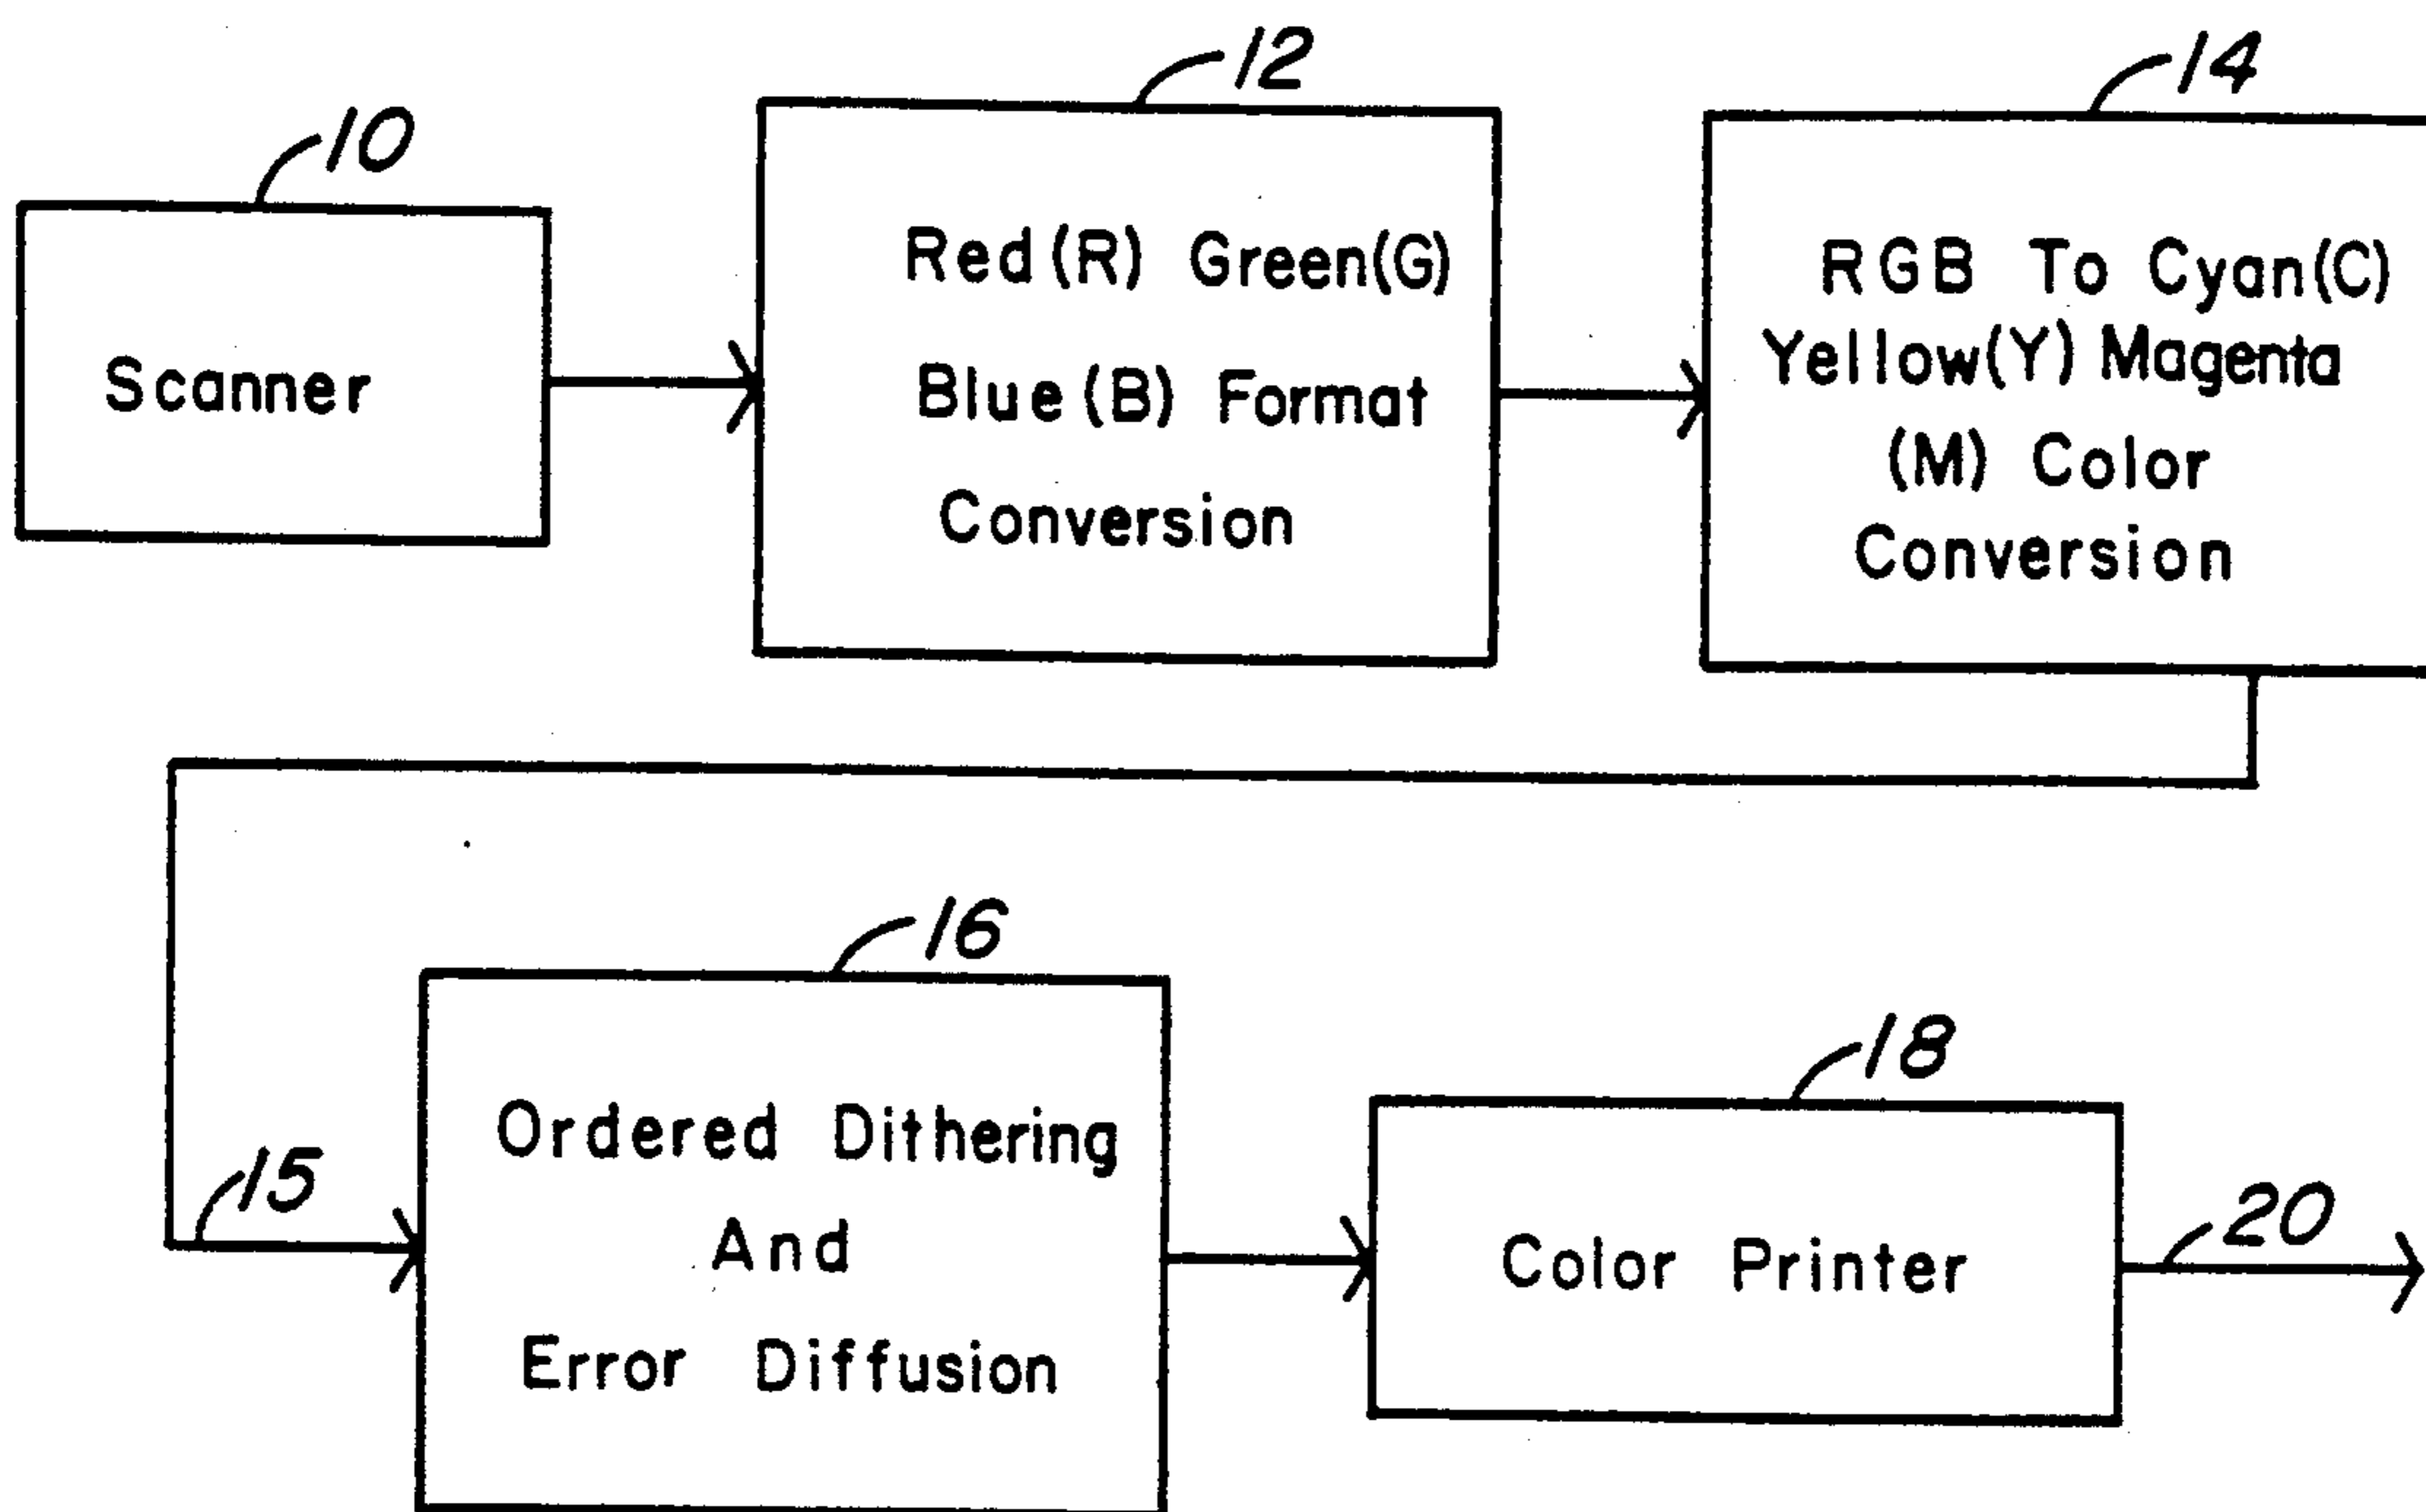 10
Scanner
12
Red(R) Green(G)
Blue(B) Format
Conversion
14
RGB To Cyan(C)
Yellow(Y) Magenta
(M) Color
Conversion
15
16
Ordered Dithering
And
Error Diffusion
18
Color Printer
20